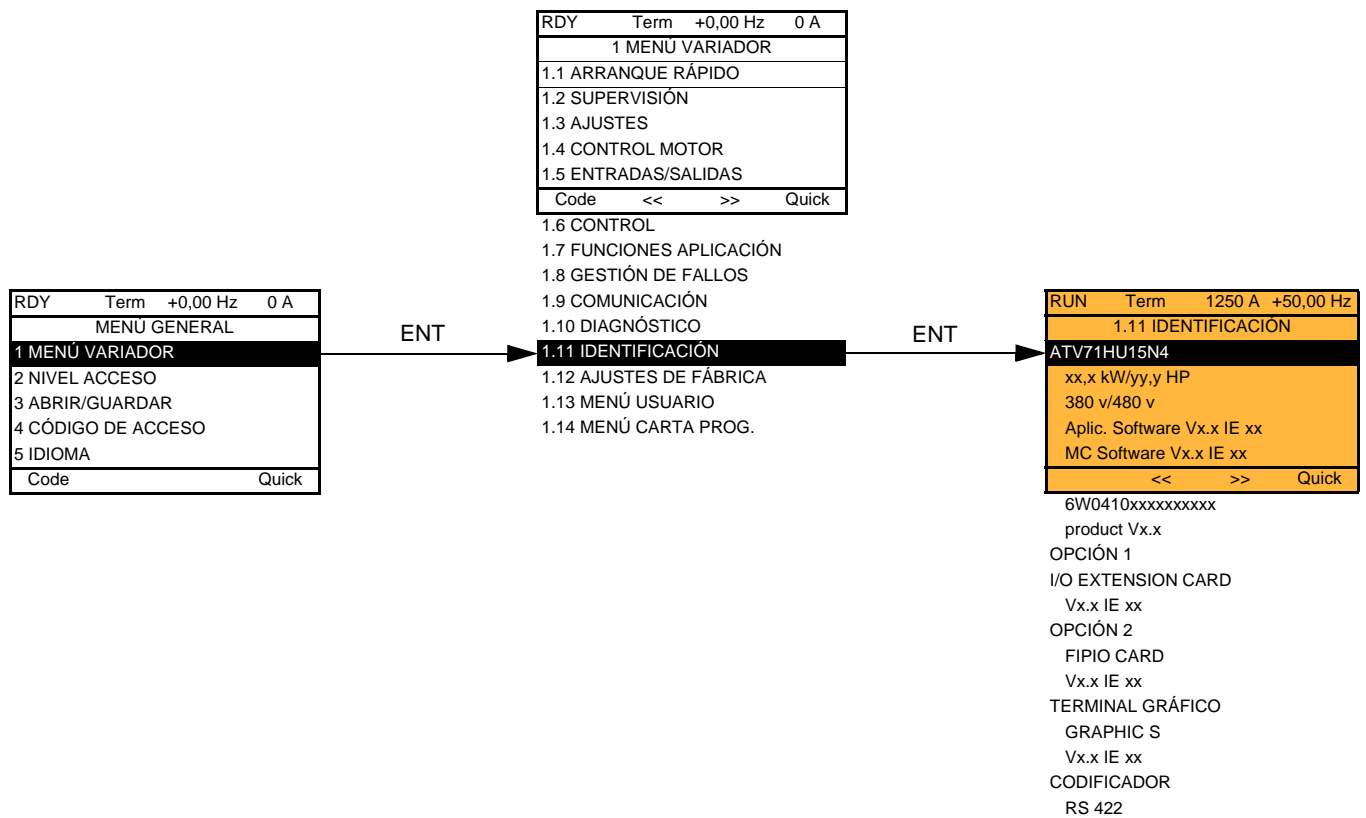 RDY Term +0,00 Hz 0 A
MENÚ GENERAL
1 MENÚ VARIADOR
2 NIVEL ACCESO
3 ABRIR/GUARDAR
4 CÓDIGO DE ACCESO
5 IDIOMA
Code Quick
ENT
RDY Term +0,00 Hz 0 A
1 MENÚ VARIADOR
1.1 ARRANQUE RÁPIDO
1.2 SUPERVISIÓN
1.3 AJUSTES
1.4 CONTROL MOTOR
1.5 ENTRADAS/SALIDAS
Code << >> Quick
1.6 CONTROL
1.7 FUNCIONES APLICACIÓN
1.8 GESTIÓN DE FALLOS
1.9 COMUNICACIÓN
1.10 DIAGNÓSTICO
1.11 IDENTIFICACIÓN
1.12 AJUSTES DE FÁBRICA
1.13 MENÚ USUARIO
1.14 MENÚ CARTA PROG.
ENT
RUN Term 1250 A +50,00 Hz
1.11 IDENTIFICACIÓN
ATV71HU15N4
xx,x kW/yy,y HP
380 v/480 v
Aplic. Software Vx.x IE xx
MC Software Vx.x IE xx
<< >> Quick
6W0410xxxxxxxxxx
product Vx.x
OPCIÓN 1
I/O EXTENSION CARD
Vx.x IE xx
OPCIÓN 2
FIPIO CARD
Vx.x IE xx
TERMINAL GRÁFICO
GRAPHIC S
Vx.x IE xx
CODIFICADOR
RS 422